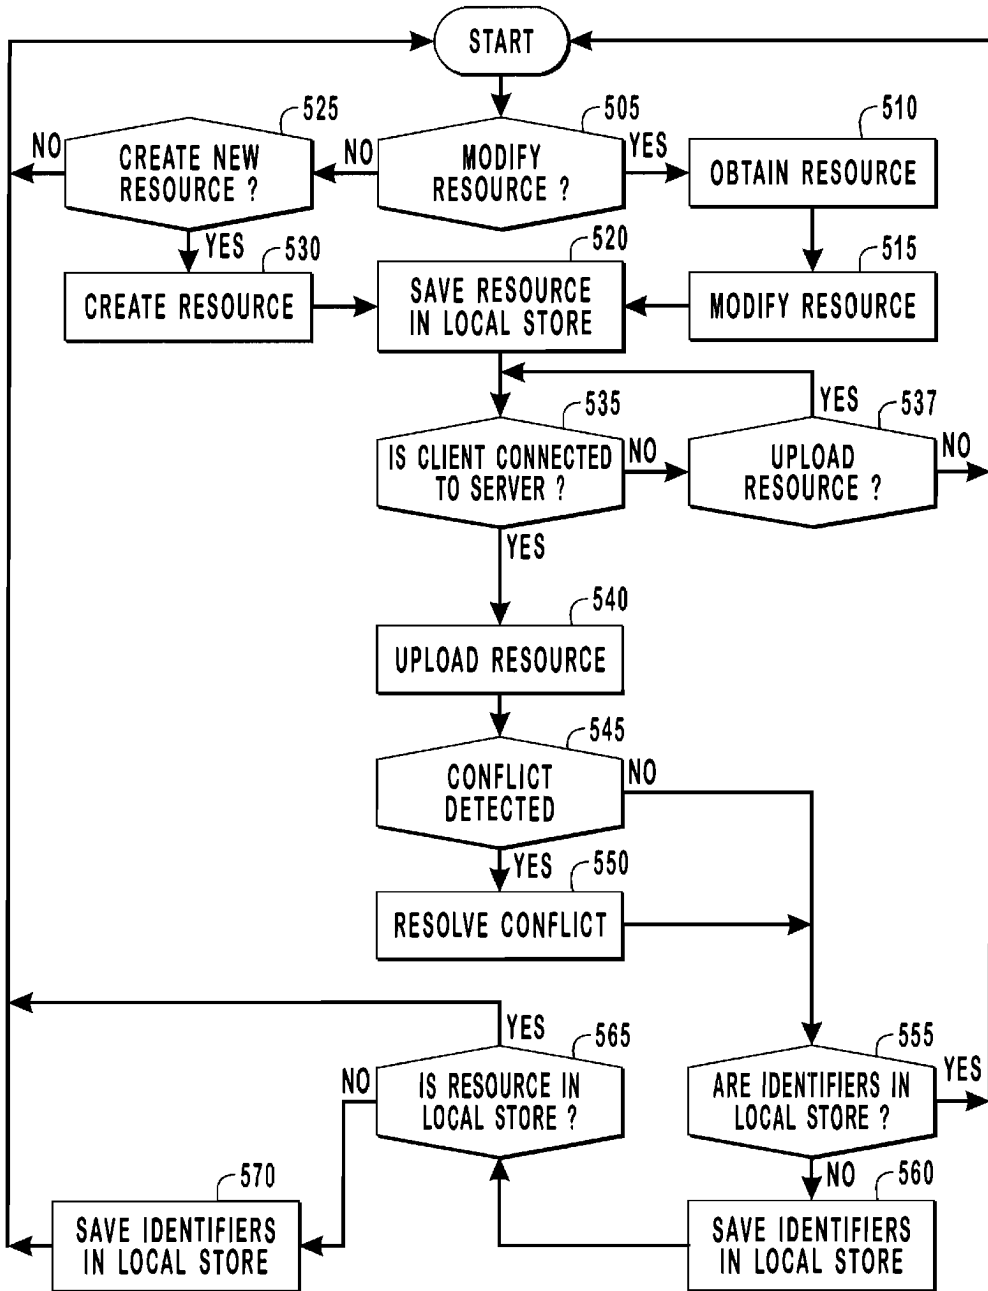 START
525
505
510
NO
CREATE NEW
RESOURCE ?
NO
MODIFY
RESOURCE ?
YES
OBTAIN RESOURCE
YES
530
520
515
CREATE RESOURCE
SAVE RESOURCE
IN LOCAL STORE
MODIFY RESOURCE
535
YES
537
IS CLIENT CONNECTED
TO SERVER ?
NO
UPLOAD
RESOURCE ?
NO
YES
540
UPLOAD RESOURCE
545
CONFLICT
DETECTED
NO
YES
550
RESOLVE CONFLICT
YES
565
555
NO
IS RESOURCE IN
LOCAL STORE ?
ARE IDENTIFIERS IN
LOCAL STORE ?
YES
NO
570
560
SAVE IDENTIFIERS
IN LOCAL STORE
SAVE IDENTIFIERS
IN LOCAL STORE